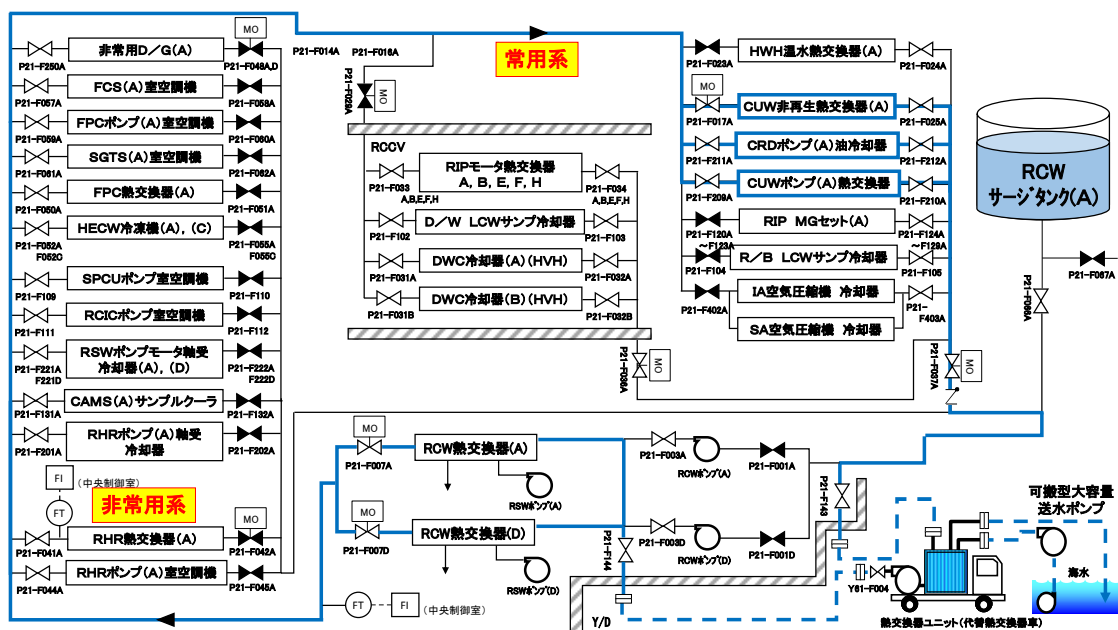 MO
非常用D/G(A)
P21-F250A
P21-F048A,D
FCS(A)室空調機
P21-F057A
P21-F058A
FPCポンプ(A)室空調機
P21-F059A
P21-F060A
SGTS(A)室空調機
P21-F061A
P21-F062A
FPC熱交換器(A)
P21-F050A
P21-F051A
HECW冷凍機(A), (C)
P21-F052A
F052C
P21-F055A
F055C
SPCUポンプ室空調機
P21-F109
P21-F110
RCICポンプ室空調機
P21-F111
P21-F112
RSWポンプモータ軸受
冷却器(A), (D)
P21-F221A
F221D
P21-F222A
F222D
CAMS(A)サンプルクーラ
P21-F131A
P21-F132A
RHRポンプ(A)軸受
冷却器
P21-F201A
P21-F202A
FI
(中央制御室)
FT
非常用系
MO
RHR熱交換器(A)
P21-F041A
P21-F042A
RHRポンプ(A)室空調機
P21-F044A
P21-F045A
P21-F014A
P21-F016A
常用系
P21-F029A
MO
RCCV
RIPモータ熱交換器
A, B, E, F, H
P21-F033
A,B,E,F,H
P21-F034
A,B,E,F,H
D/W LCWサンプ冷却器
P21-F102
P21-F103
DWC冷却器(A)(HVH)
P21-F031A
P21-F032A
DWC冷却器(B)(HVH)
P21-F031B
P21-F032B
P21-F036A
MO
HWH温水熱交換器(A)
P21-F023A
P21-F024A
MO
CUW非再生熱交換器(A)
P21-F017A
P21-F025A
CRDポンプ(A)油冷却器
P21-F211A
P21-F212A
CUWポンプ(A)熱交換器
P21-F209A
P21-F210A
RIP MGセット(A)
P21-F120A
~F123A
P21-F124A
~F129A
R/B LCWサンプ冷却器
P21-F104
P21-F105
IA空気圧縮機 冷却器
P21-F402A
P21-
F403A
SA空気圧縮機 冷却器
P21-F037A
MO
RCW
サージタンク(A)
P21-F067A
P21-F066A
MO
P21-F007A
RCW熱交換器(A)
RSWポンプ(A)
P21-F003A
RCWポンプ(A)
P21-F001A
MO
P21-F007D
RCW熱交換器(D)
RSWポンプ(D)
P21-F003D
RCWポンプ(D)
P21-F001D
P21-F144
P21-F143
FT
FI
(中央制御室)
Y/D
Y61-F004
可搬型大容量
送水ポンプ
海水
熱交換器ユニット(代替熱交換器車)